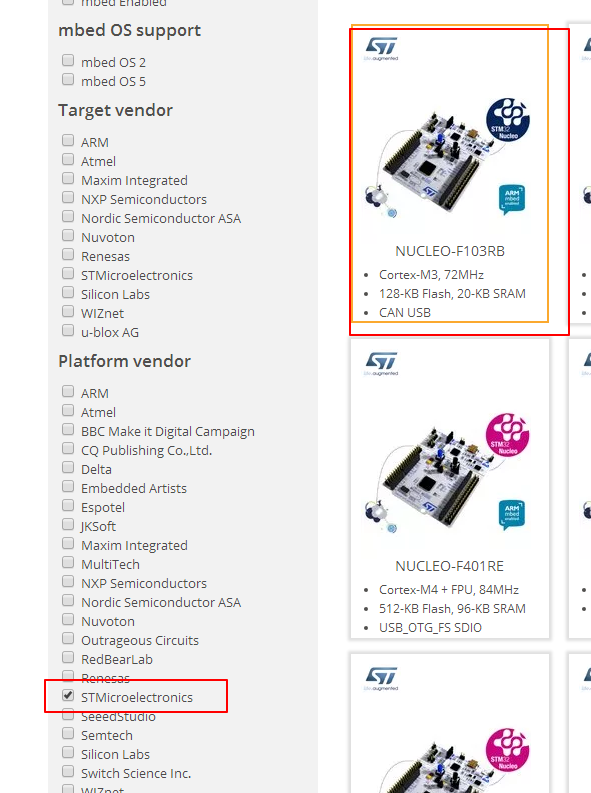 mbed Enabled
mbed OS support
mbed OS 2
mbed OS 5
Target vendor
ARM
Atmel
Maxim Integrated
NXP Semiconductors
Nordic Semiconductor ASA
Nuvoton
Renesas
STMicroelectronics
Silicon Labs
WIZnet
u-blox AG
Platform vendor
ARM
Atmel
BBC Make it Digital Campaign
CQ Publishing Co.,Ltd.
Delta
Embedded Artists
Espotel
JKSoft
Maxim Integrated
MultiTech
NXP Semiconductors
Nordic Semiconductor ASA
Nuvoton
Outrageous Circuits
RedBearLab
Renesas
STMicroelectronics
SeeedStudio
Semtech
Silicon Labs
Switch Science Inc.
WIZnet
ST
life.augmented
STM32
Nucleo
ARM
mbed
enabled
NUCLEO-F103RB
Cortex-M3, 72MHz
128-KB Flash, 20-KB SRAM
CAN USB
ST
life.augmented
STM32
Nucleo
ARM
mbed
enabled
NUCLEO-F401RE
Cortex-M4 + FPU, 84MHz
512-KB Flash, 96-KB SRAM
USB_OTG_FS SDIO
ST
life.augmented
STM32
Nucleo